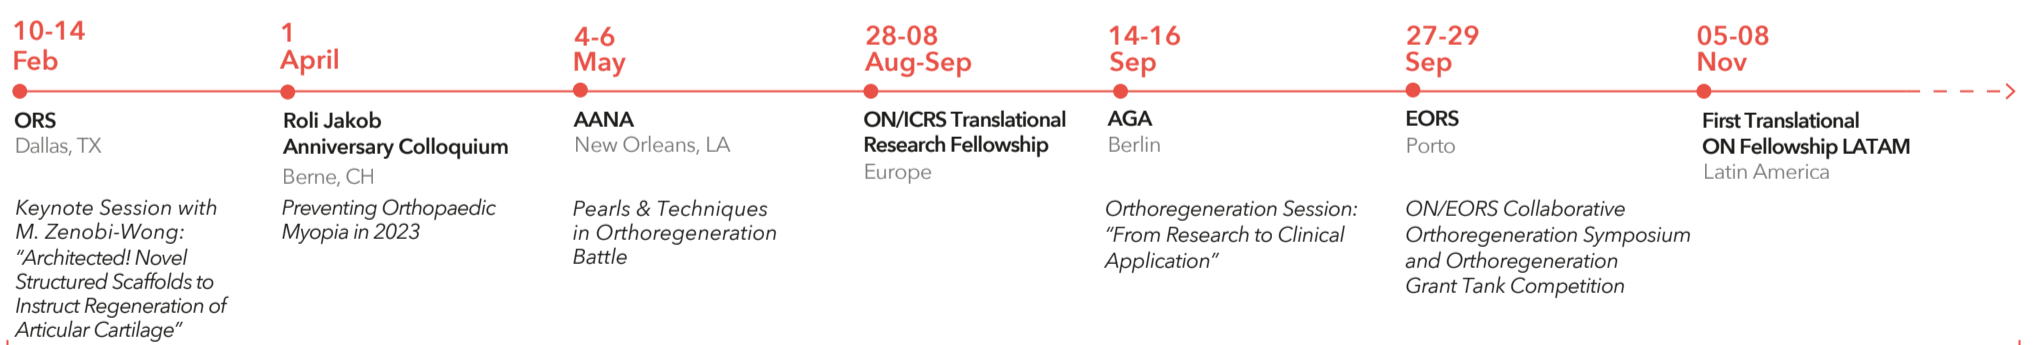 10-14
Feb
ORS
Dallas, TX
Keynote Session with
M. Zenobi-Wong:
“Architected! Novel
Structured Scaffolds to
Instruct Regeneration of
Articular Cartilage”
1
April
Roli Jakob
Anniversary Colloquium
Berne, CH
Preventing Orthopaedic
Myopia in 2023
4-6
May
AANA
New Orleans, LA
Pearls & Techniques
in Orthoregeneration
Battle
28-08
Aug-Sep
ON/ICRS Translational
Research Fellowship
Europe
14-16
Sep
AGA
Berlin
Orthoregeneration Session:
“From Research to Clinical
Application”
27-29
Sep
EORS
Porto
ON/EORS Collaborative
Orthoregeneration Symposium
and Orthoregeneration
Grant Tank Competition
05-08
Nov
First Translational
ON Fellowship LATAM
Latin America